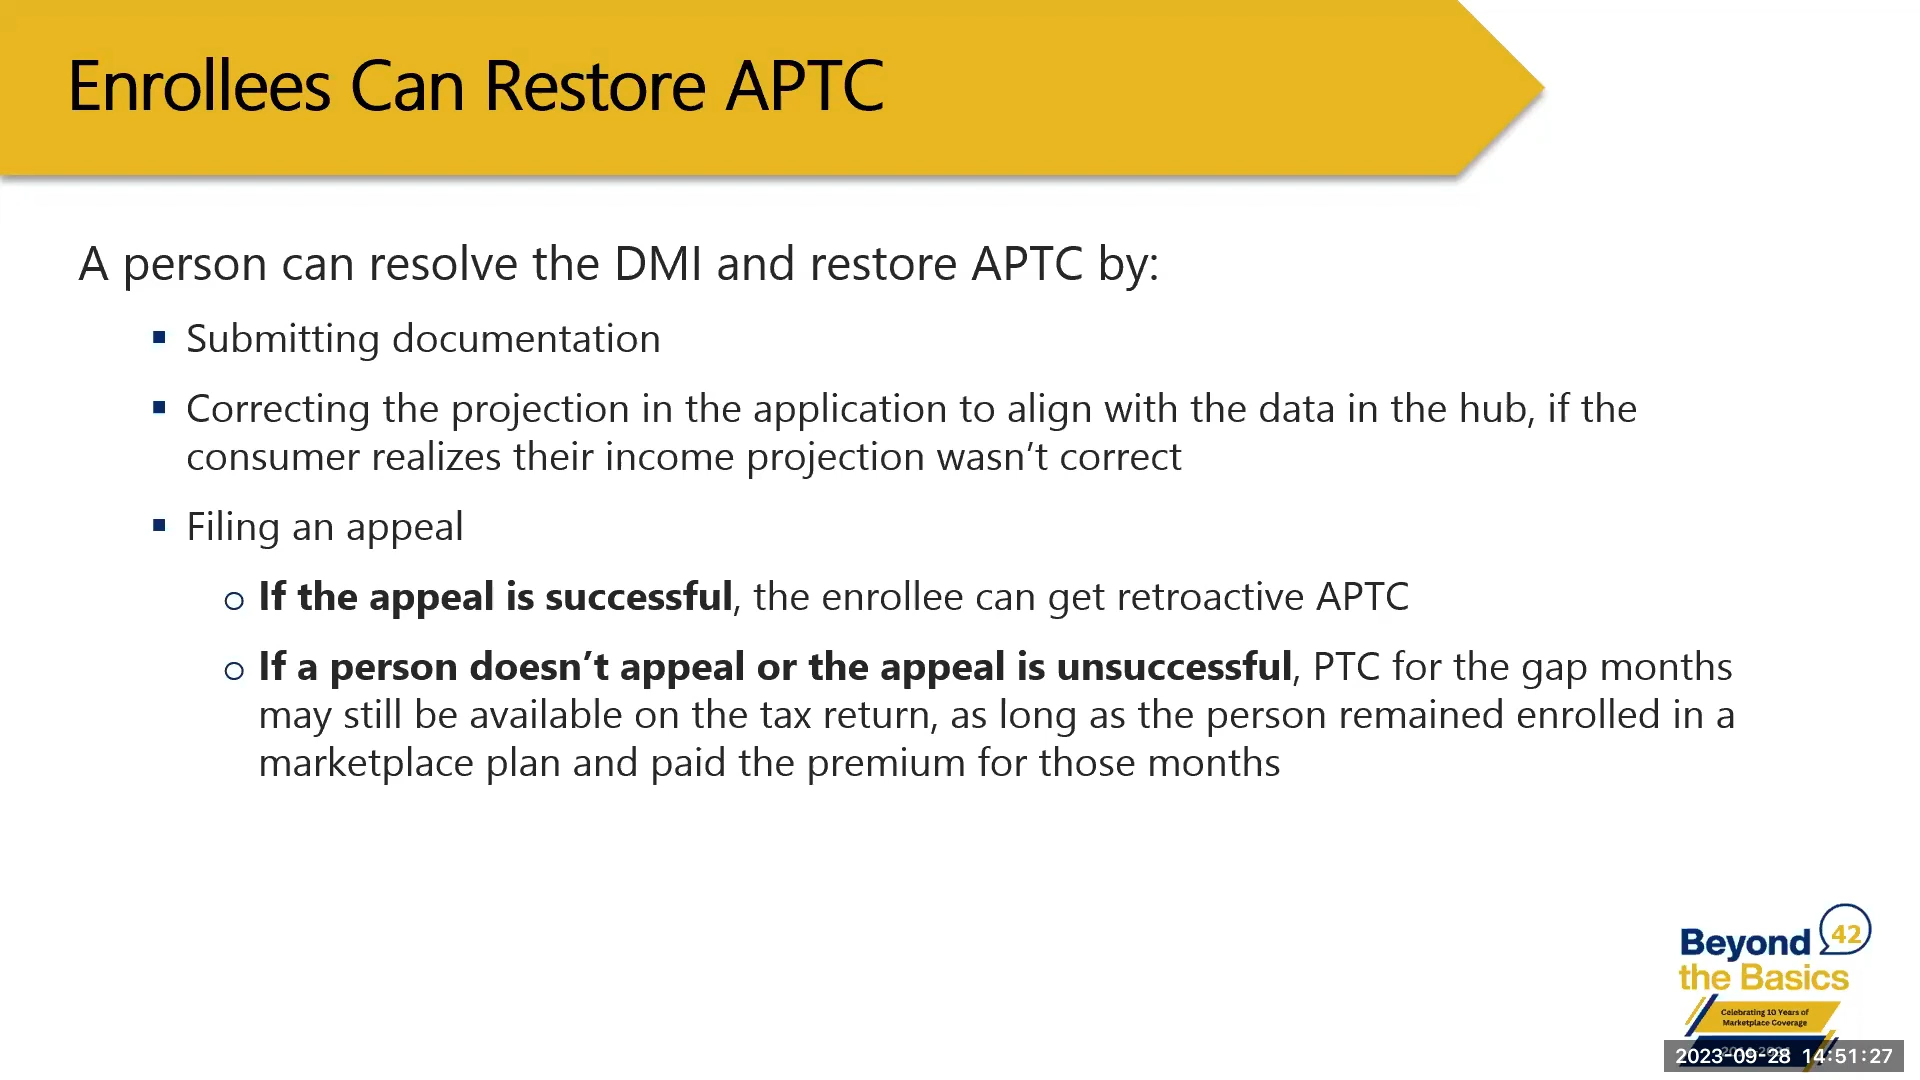 Enrollees Can Restore APTC
A person can resolve the DMI and restore APTC by:
▪ Submitting documentation
▪ Correcting the projection in the application to align with the data in the hub, if the
consumer realizes their income projection wasn’t correct
▪ Filing an appeal
o If the appeal is successful, the enrollee can get retroactive APTC
o If a person doesn’t appeal or the appeal is unsuccessful, PTC for the gap months
may still be available on the tax return, as long as the person remained enrolled in a
marketplace plan and paid the premium for those months
42
Beyond
the Basics
Celebrating 10 Years of
Marketplace Coverage
2023-09-28 14:51:27